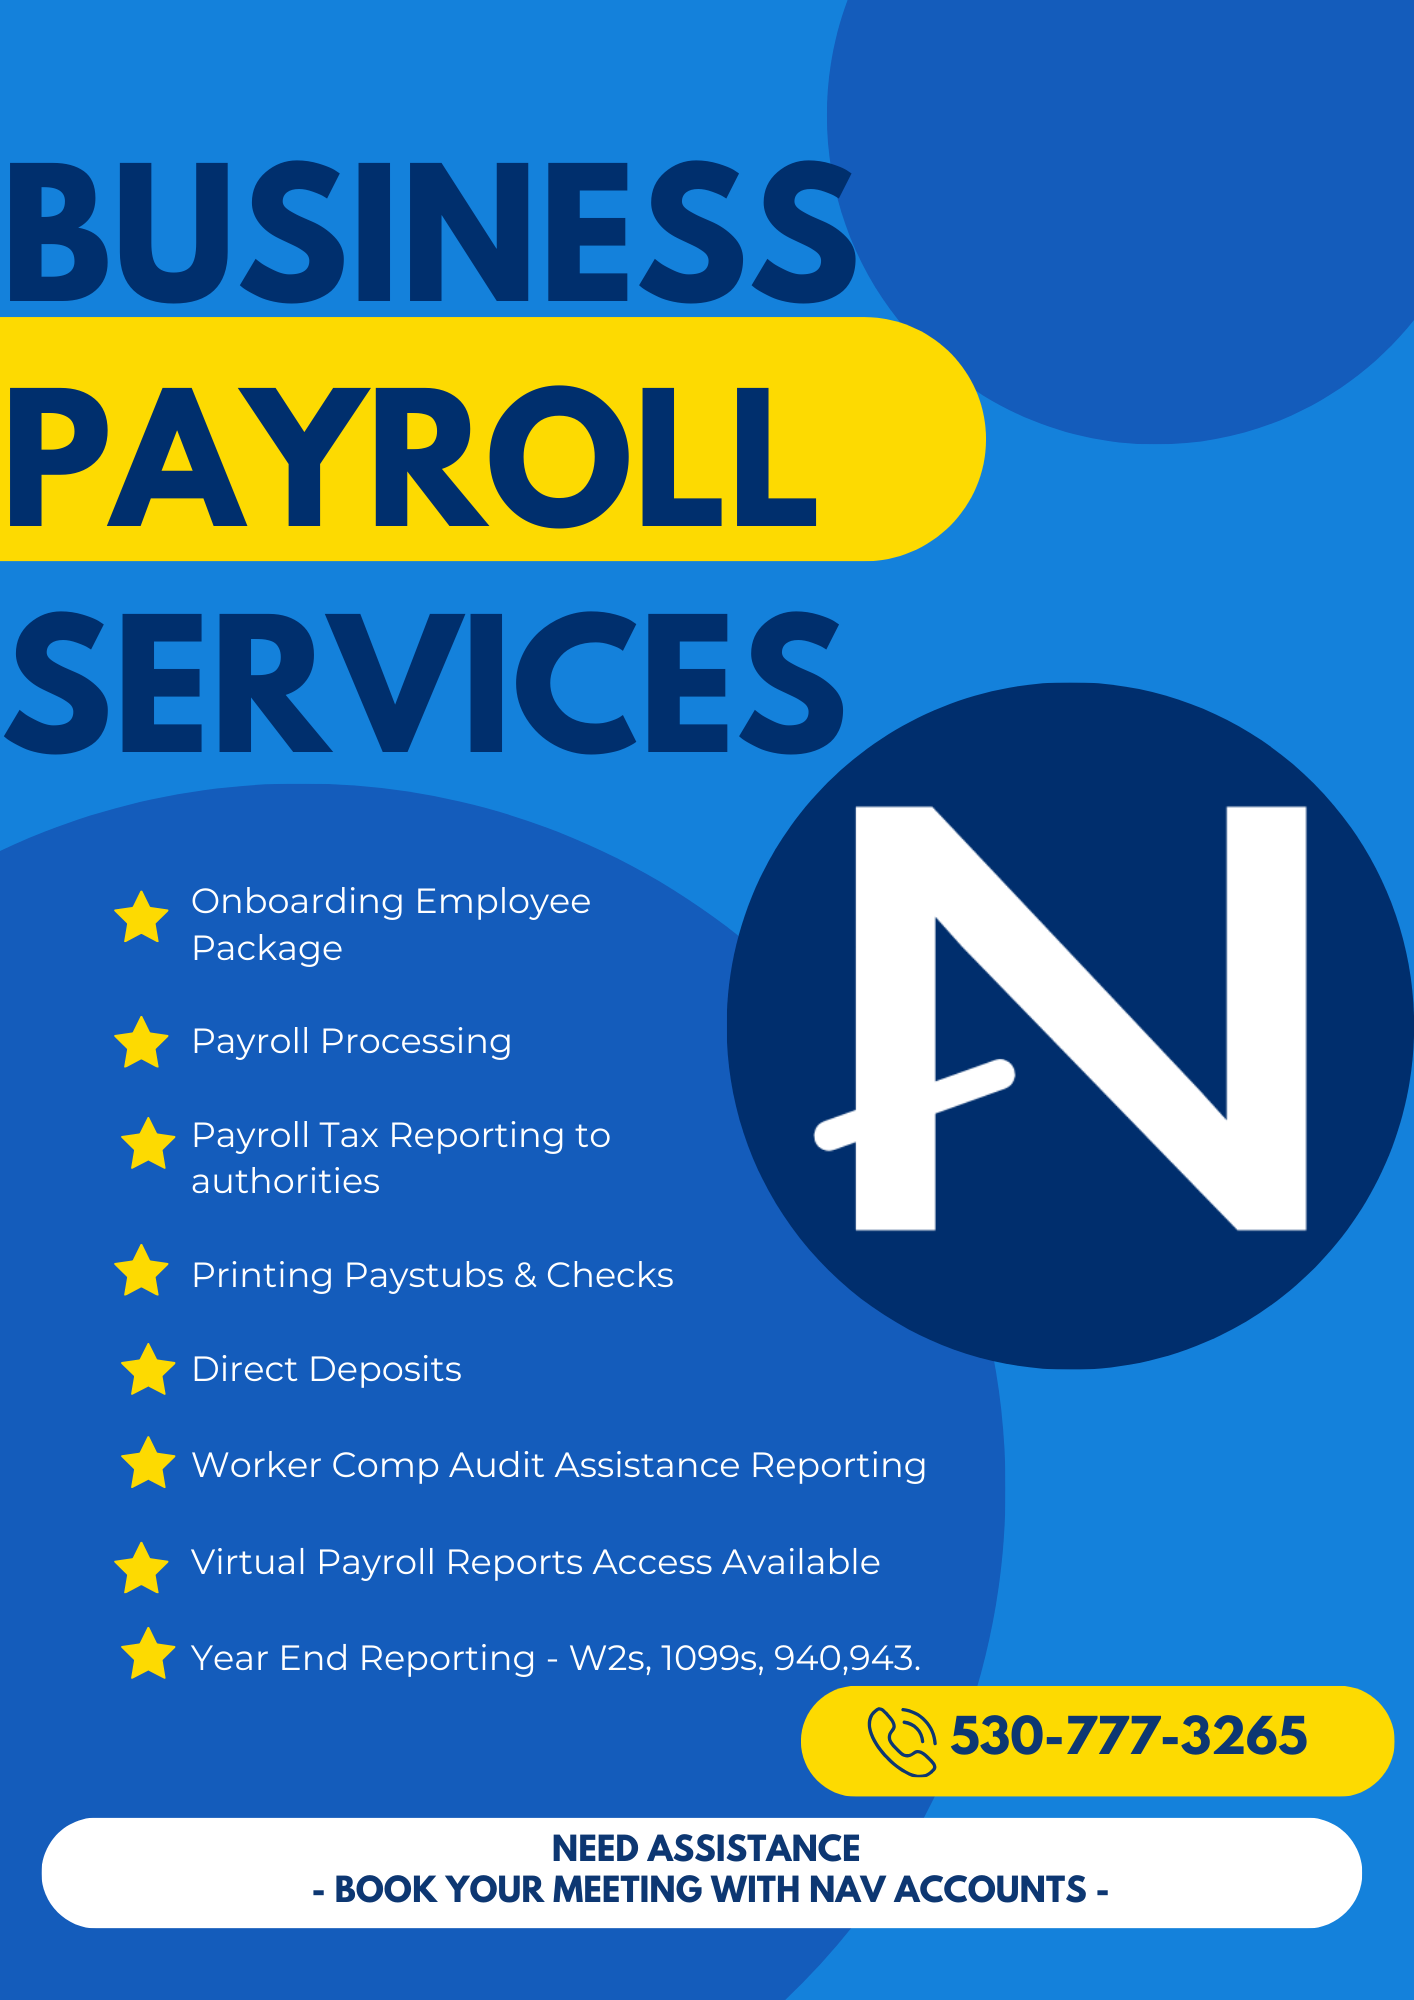 BUSINESS
PAYROLL
SERVICES
Onboarding Employee
Package
Payroll Processing
Payroll Tax Reporting to
authorities
Printing Paystubs & Checks
Direct Deposits
Worker Comp Audit Assistance Reporting
Virtual Payroll Reports Access Available
Year End Reporting - W2s, 1099s, 940,943.
N
530-777-3265
NEED ASSISTANCE
- BOOK YOUR MEETING WITH NAV ACCOUNTS -